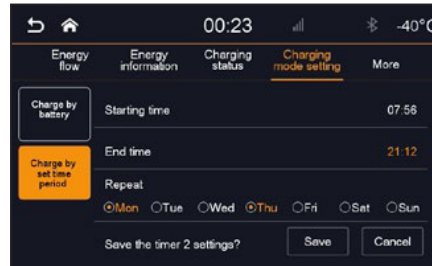 00:23 -40°C
Energy flow
Energy information
Charging status
Charging mode setting
More
Charge by battery
Charge by set time period
Starting time 07:56
End time 21:12
Repeat
Mon Tue Wed Thu Fri Sat Sun
Save the timer 2 settings? Save Cancel